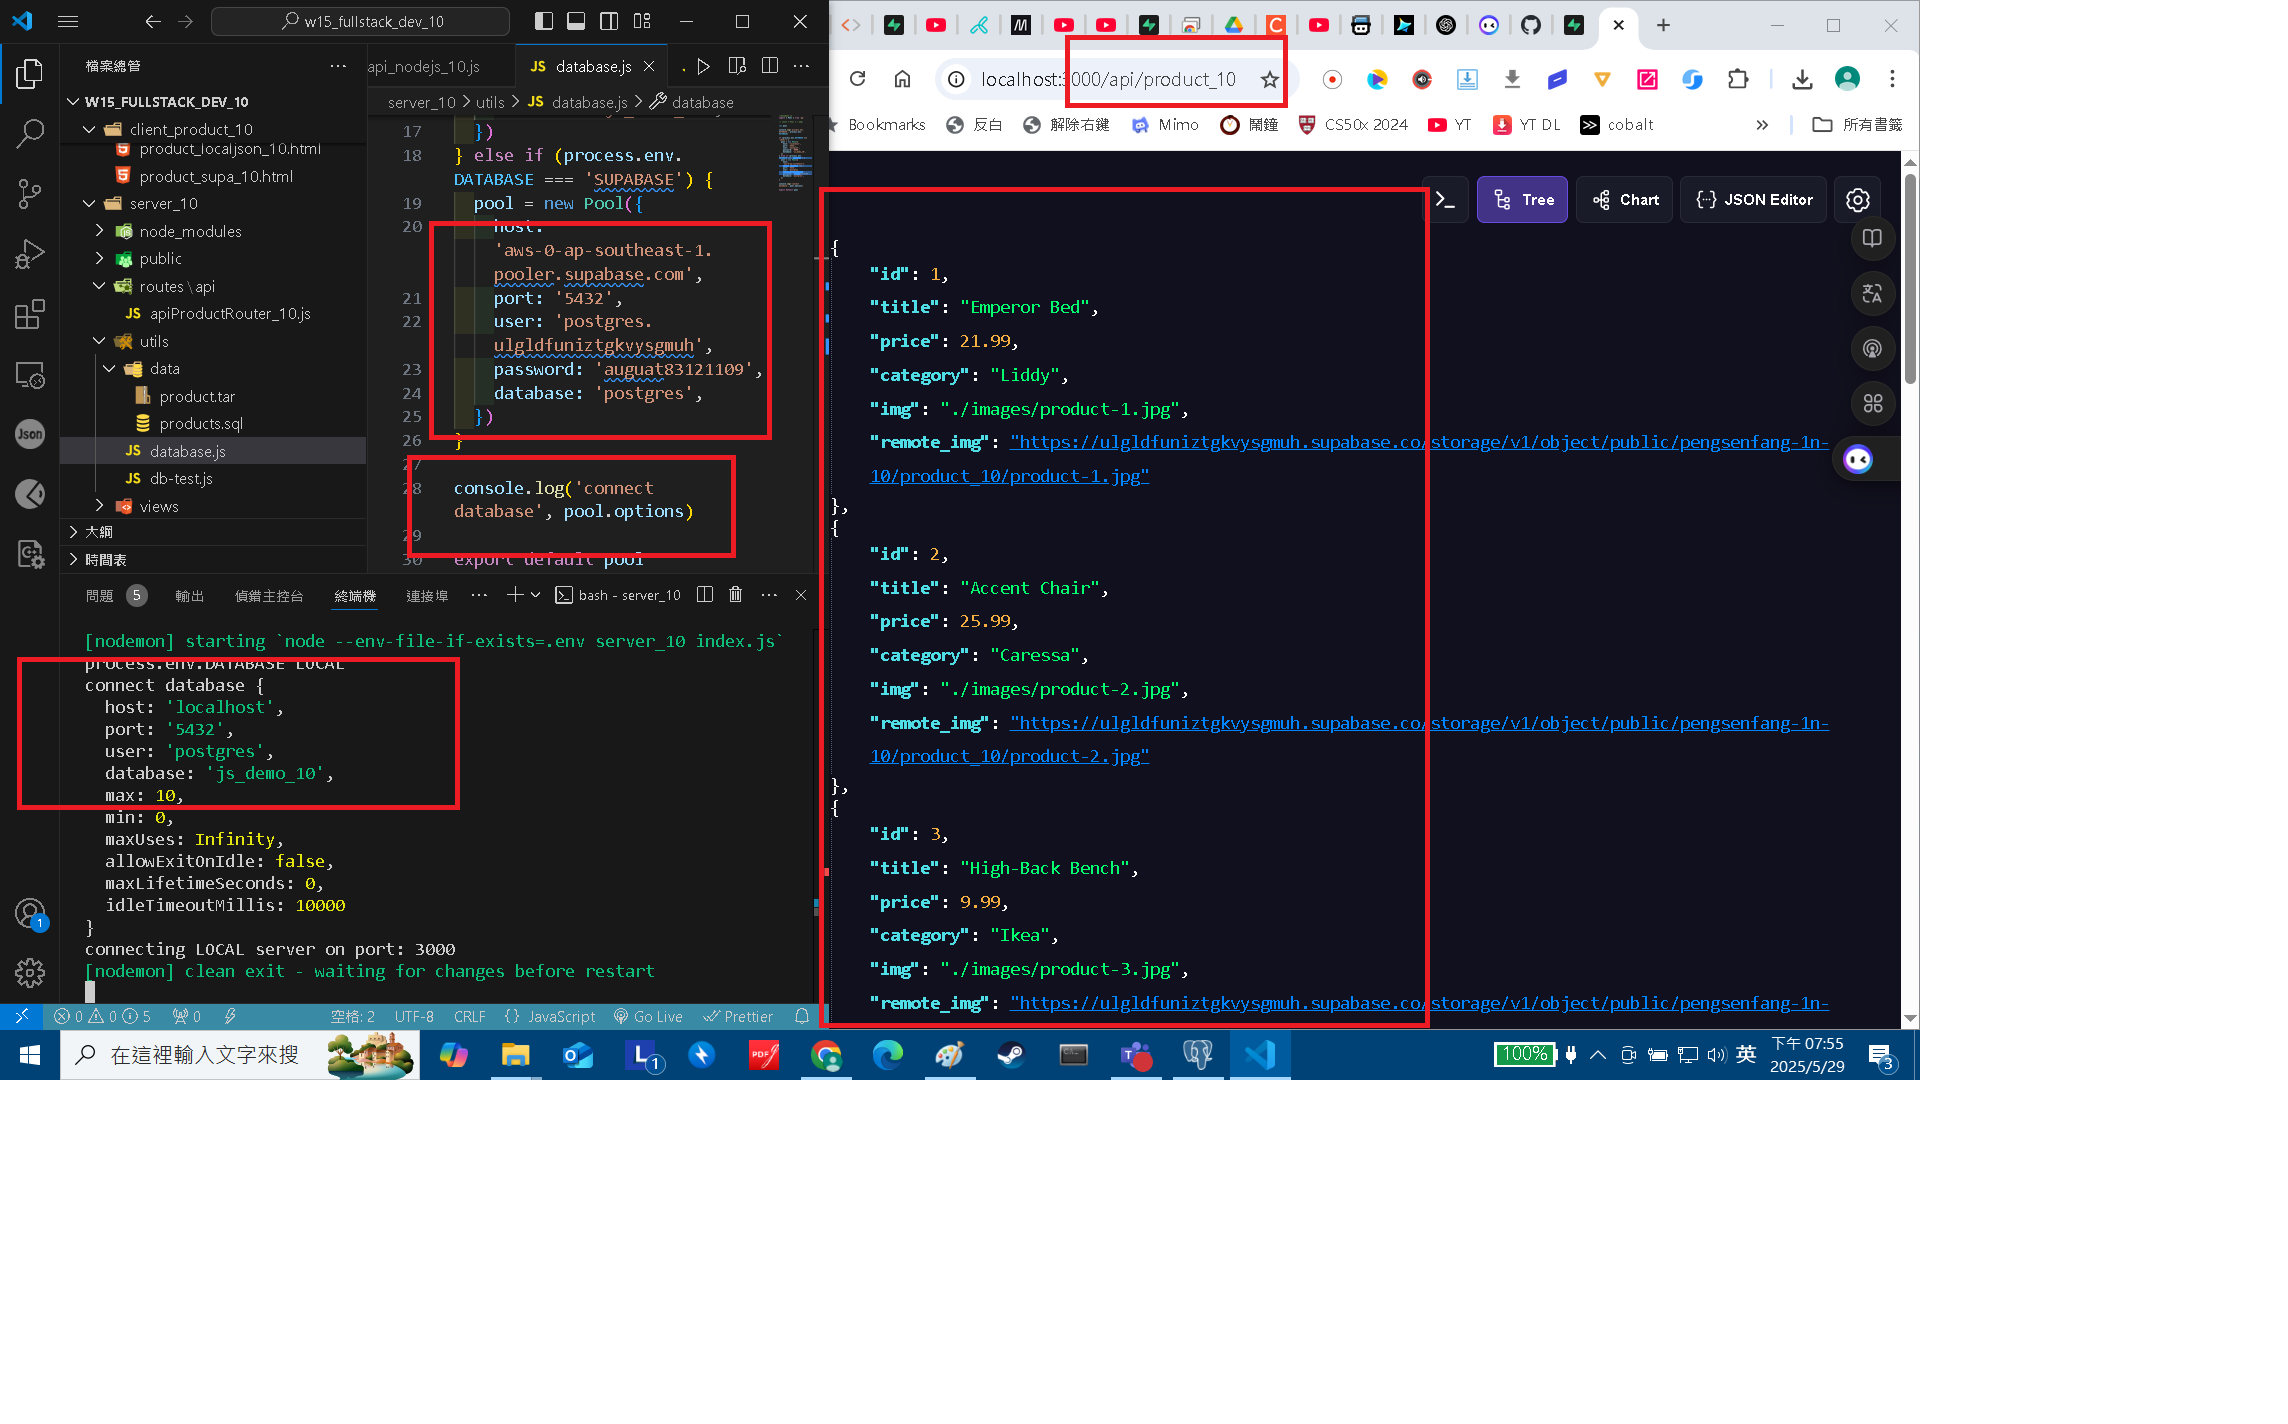 w15_fullstack_dev_10
檔案總管
W15_FULLSTACK_DEV_10
client_product_10
product_localjson_10.html
product_supa_10.html
server_10
node_modules
public
routes \ api
apiProductRouter_10.js
utils
data
product.tar
products.sql
database.js
db-test.js
views
大綱
時間表
api_nodejs_10.js
JS database.js
server_10 > utils > JS database.js > database
17 })
18 } else if (process.env.
DATABASE === 'SUPABASE') {
19 pool = new Pool({
20 host:
'aws-0-ap-southeast-1.
pooler.supabase.com',
21 port: '5432',
22 user: 'postgres.
ulgldfuniztgkvysgmuh',
23 password: 'auguat83121109',
24 database: 'postgres',
25 })
26 }
27
28 console.log('connect
database', pool.options)
29
30 export default pool
問題 5 輸出 偵錯主控台 終端機 連接埠 bash - server_10
[nodemon] starting `node --env-file-if-exists=.env server_10 index.js`
process.env.DATABASE LOCAL
connect database {
host: 'localhost',
port: '5432',
user: 'postgres',
database: 'js_demo_10',
max: 10,
min: 0,
maxUses: Infinity,
allowExitOnIdle: false,
maxLifetimeSeconds: 0,
idleTimeoutMillis: 10000
}
connecting LOCAL server on port: 3000
[nodemon] clean exit - waiting for changes before restart
0 0 5 0 空格: 2 UTF-8 CRLF {} JavaScript Go Live Prettier
localhost:3000/api/product_10
Bookmarks 反白 解除右鍵 Mimo 鬧鐘 CS50x 2024 YT YT DL cobalt » 所有書籤
Tree Chart JSON Editor
{
"id": 1,
"title": "Emperor Bed",
"price": 21.99,
"category": "Liddy",
"img": "./images/product-1.jpg",
"remote_img": "https://ulgldfuniztgkvysgmuh.supabase.co/storage/v1/object/public/pengsenfang-1n-
10/product_10/product-1.jpg"
},
{
"id": 2,
"title": "Accent Chair",
"price": 25.99,
"category": "Caressa",
"img": "./images/product-2.jpg",
"remote_img": "https://ulgldfuniztgkvysgmuh.supabase.co/storage/v1/object/public/pengsenfang-1n-
10/product_10/product-2.jpg"
},
{
"id": 3,
"title": "High-Back Bench",
"price": 9.99,
"category": "Ikea",
"img": "./images/product-3.jpg",
"remote_img": "https://ulgldfuniztgkvysgmuh.supabase.co/storage/v1/object/public/pengsenfang-1n-
在這裡輸入文字來搜
100% 英 下午 07:55
2025/5/29
3